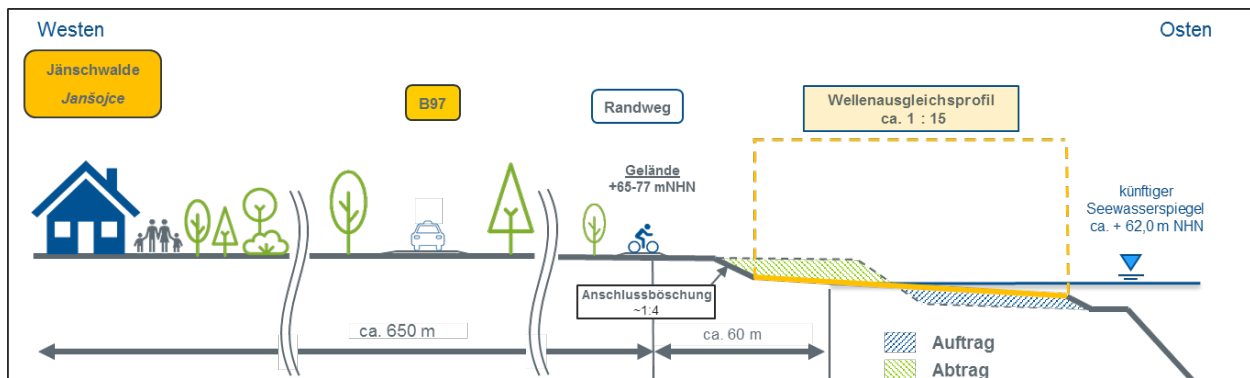 Westen
Osten
Jänschwalde
Janšojce
B97
Randweg
Wellenausgleichsprofil
ca. 1 : 15
Gelände
+65-77 mNHN
künftiger
Seewasserspiegel
ca. + 62,0 m NHN
Anschlussböschung
~1:4
ca. 650 m
ca. 60 m
Auftrag
Abtrag